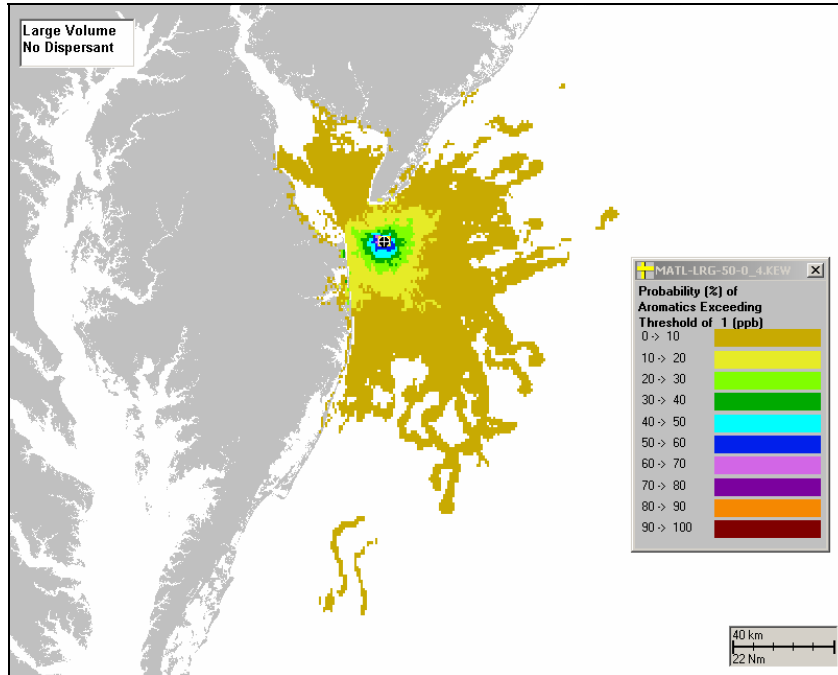 Large Volume
No Dispersant
MATL-LRG-50-0_4.KEW
Probability (%) of
Aromatics Exceeding
Threshold of 1 (ppb)
0 -> 10
10 -> 20
20 -> 30
30 -> 40
40 -> 50
50 -> 60
60 -> 70
70 -> 80
80 -> 90
90 -> 100
40 km
22 Nm